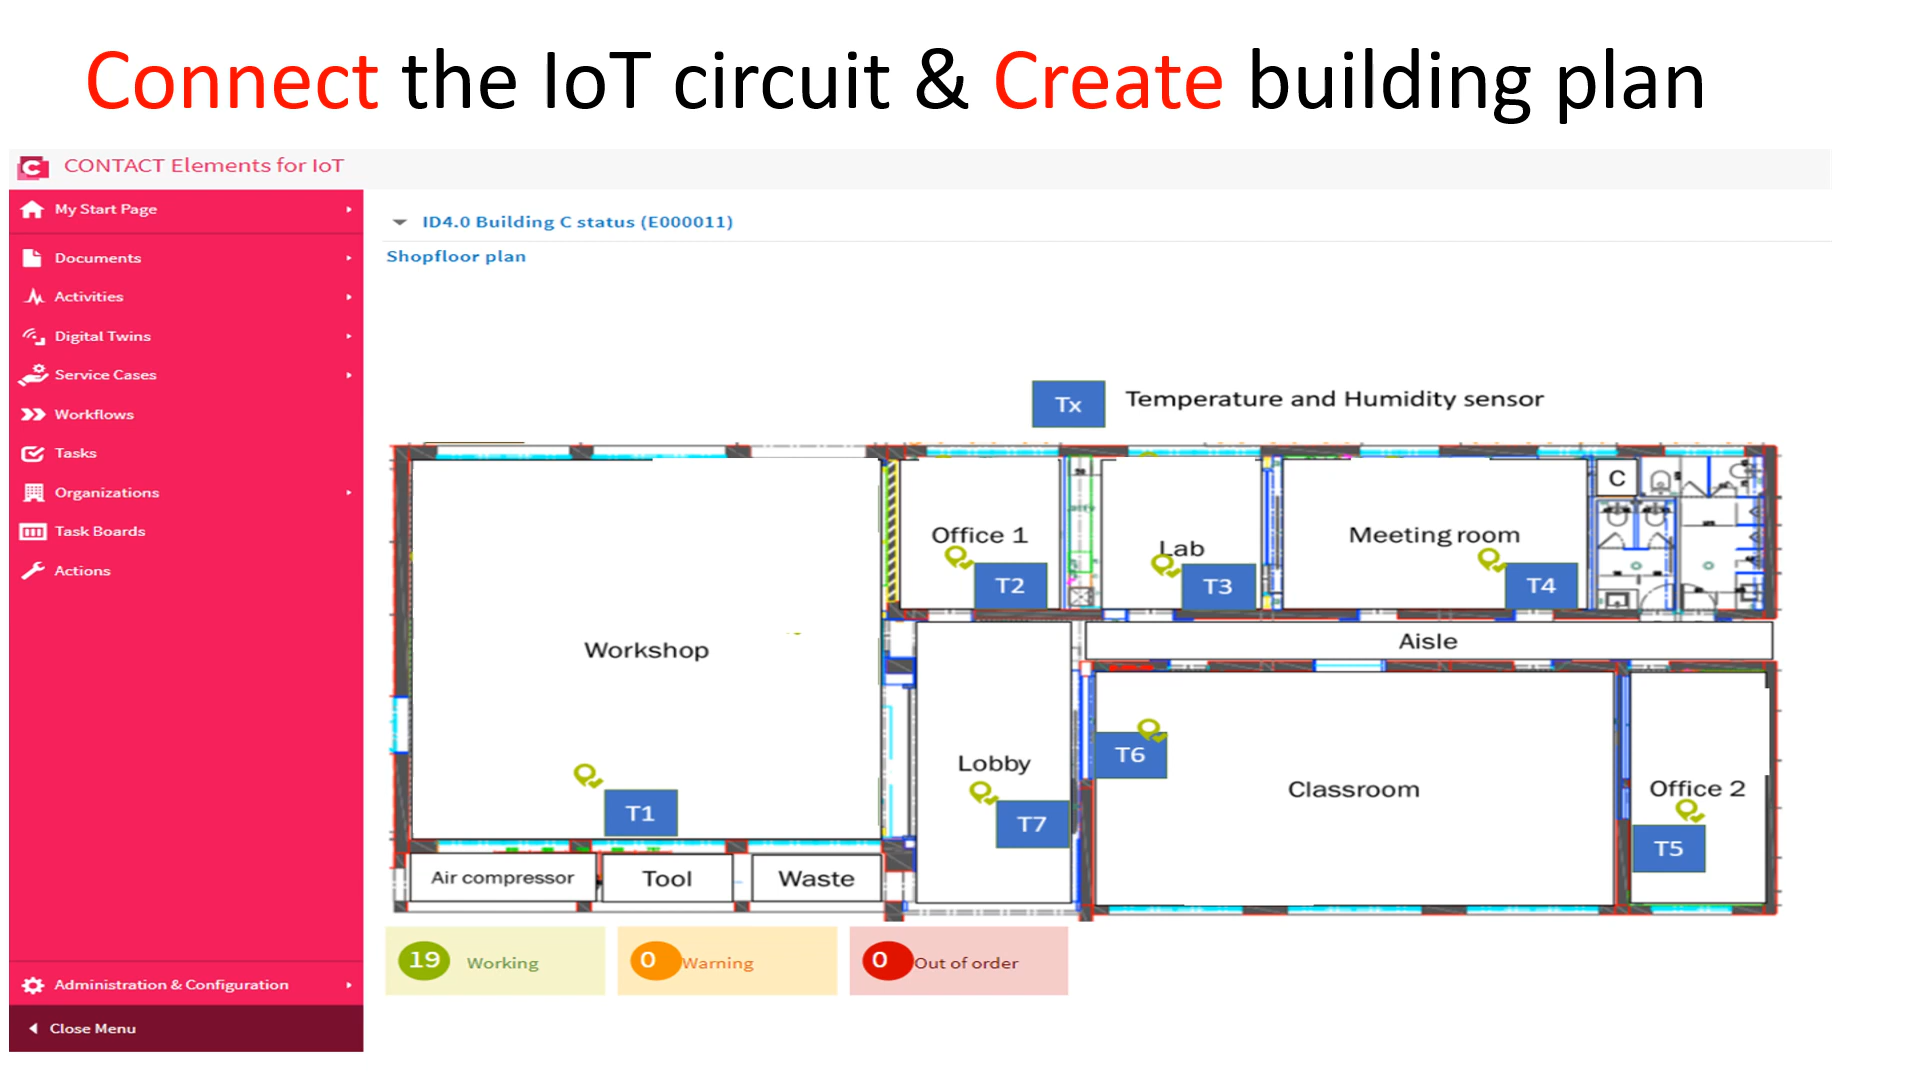 Connect the IoT circuit & Create building plan
CONTACT Elements for IoT
My Start Page
Documents
Activities
Digital Twins
Service Cases
Workflows
Tasks
Organizations
Task Boards
Actions
Administration & Configuration
Close Menu
ID4.0 Building C status (E000011)
Shopfloor plan
Tx Temperature and Humidity sensor
Office 1
T2
Lab
T3
Meeting room
T4
C
Workshop
T1
Aisle
Lobby
T7
T6
Classroom
Office 2
T5
Air compressor
Tool
Waste
19 Working
0 Warning
0 Out of order